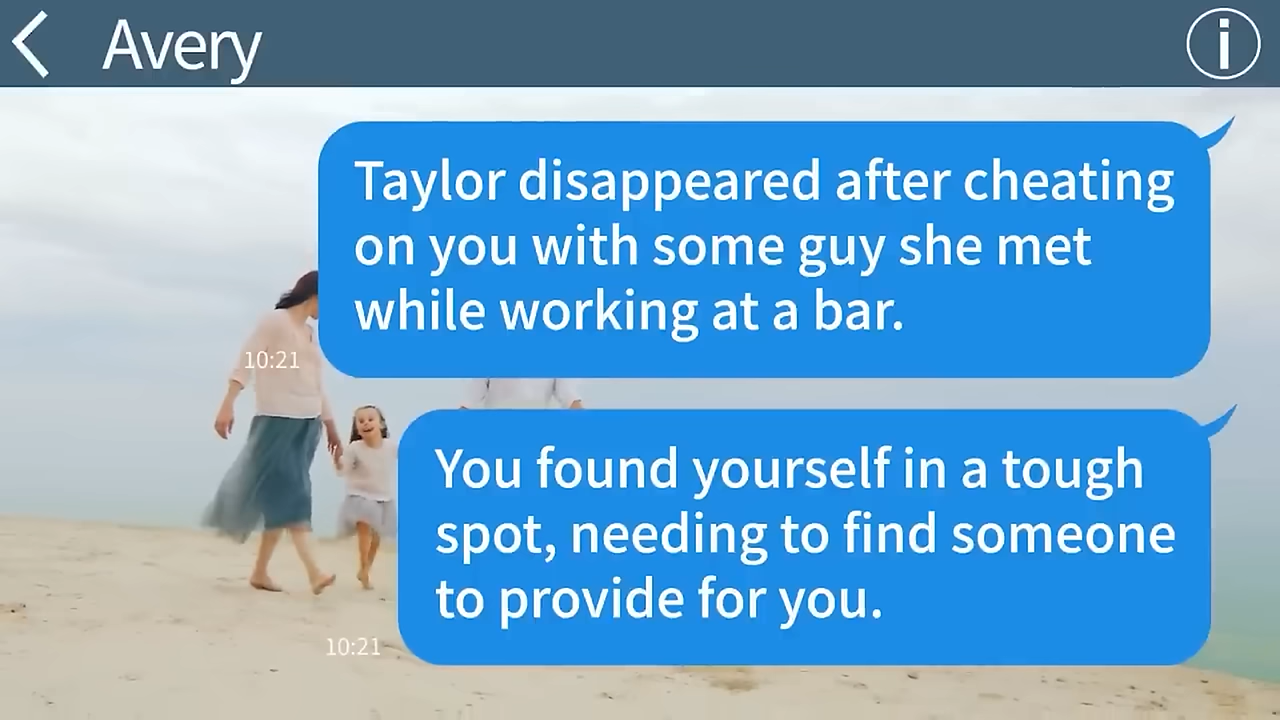 Avery
Taylor disappeared after cheating
on you with some guy she met
while working at a bar.
10:21
You found yourself in a tough
spot, needing to find someone
to provide for you.
10:21